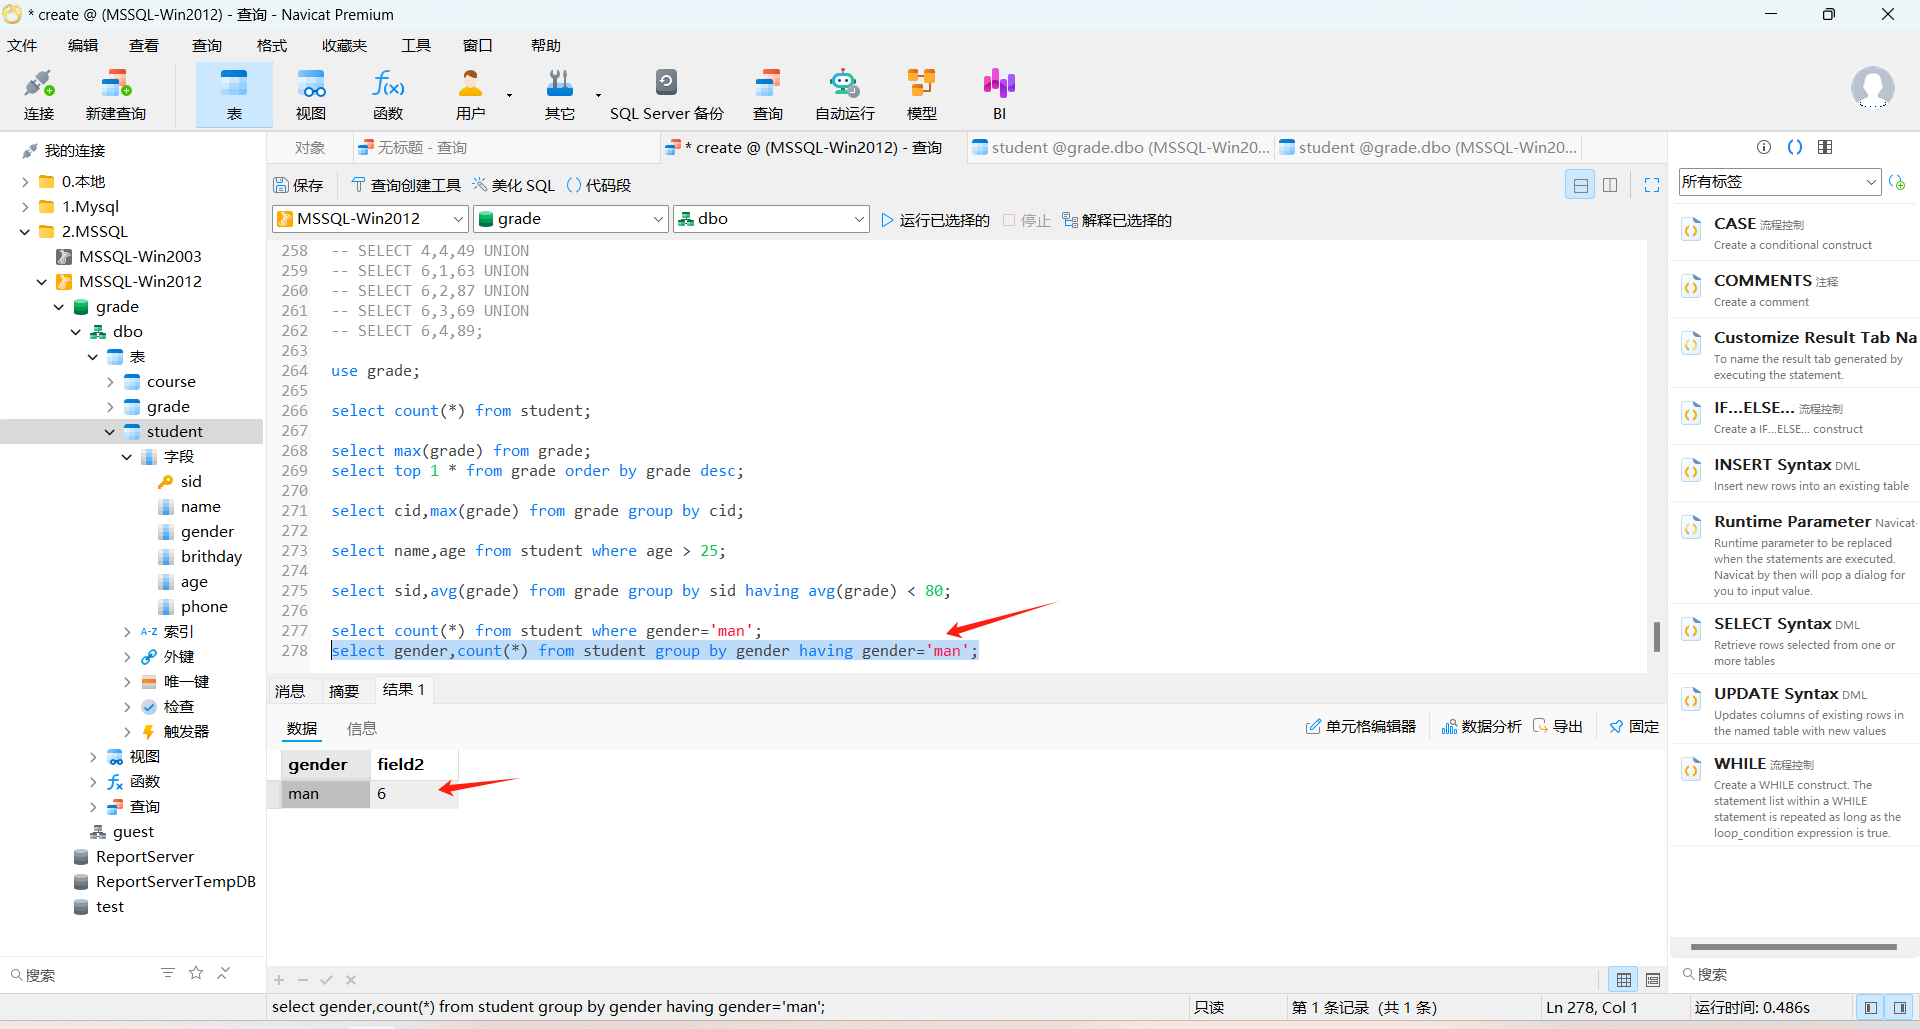 * create @ (MSSQL-Win2012) - 查询 - Navicat Premium
文件 编辑 查看 查询 格式 收藏夹 工具 窗口 帮助
连接 新建查询 表 视图 函数 用户 其它 SQL Server 备份 查询 自动运行 模型 BI
我的连接
0.本地
1.Mysql
2.MSSQL
MSSQL-Win2003
MSSQL-Win2012
grade
dbo
表
course
grade
student
字段
sid
name
gender
brithday
age
phone
A-Z 索引
外键
唯一键
检查
触发器
视图
函数
查询
guest
ReportServer
ReportServerTempDB
test
搜索
对象 无标题 - 查询 * create @ (MSSQL-Win2012) - 查询 student @grade.dbo (MSSQL-Win20... student @grade.dbo (MSSQL-Win20...
保存 查询创建工具 美化 SQL () 代码段
MSSQL-Win2012 grade dbo 运行已选择的 停止 解释已选择的
258 -- SELECT 4,4,49 UNION
259 -- SELECT 6,1,63 UNION
260 -- SELECT 6,2,87 UNION
261 -- SELECT 6,3,69 UNION
262 -- SELECT 6,4,89;
263
264 use grade;
265
266 select count(*) from student;
267
268 select max(grade) from grade;
269 select top 1 * from grade order by grade desc;
270
271 select cid,max(grade) from grade group by cid;
272
273 select name,age from student where age > 25;
274
275 select sid,avg(grade) from grade group by sid having avg(grade) < 80;
276
277 select count(*) from student where gender='man';
278 select gender,count(*) from student group by gender having gender='man';
消息 摘要 结果 1
数据 信息 单元格编辑器 数据分析 导出 固定
gender field2
man 6
select gender,count(*) from student group by gender having gender='man'; 只读 第 1 条记录 (共 1 条) Ln 278, Col 1 运行时间: 0.486s
所有标签
CASE 流程控制
Create a conditional construct
COMMENTS 注释
Create a comment
Customize Result Tab Na
To name the result tab generated by
executing the statement.
IF...ELSE... 流程控制
Create a IF...ELSE... construct
INSERT Syntax DML
Insert new rows into an existing table
Runtime Parameter Navicat
Runtime parameter to be replaced
when the statements are executed.
Navicat by then will pop a dialog for
you to input value.
SELECT Syntax DML
Retrieve rows selected from one or
more tables
UPDATE Syntax DML
Updates columns of existing rows in
the named table with new values
WHILE 流程控制
Create a WHILE construct. The
statement list within a WHILE
statement is repeated as long as the
loop_condition expression is true.
搜索